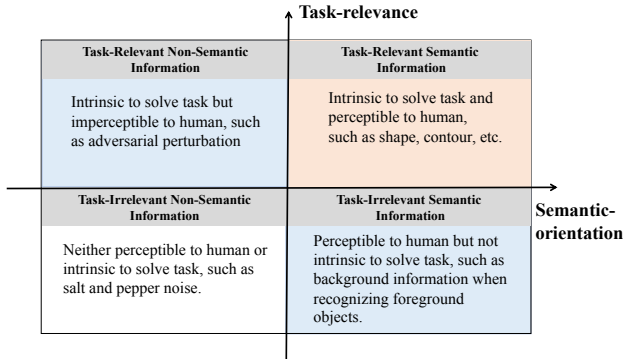 Task-relevance
Task-Relevant Non-Semantic
Information
Intrinsic to solve task but
imperceptible to human, such
as adversarial perturbation
Task-Relevant Semantic
Information
Intrinsic to solve task and
perceptible to human,
such as shape, contour, etc.
Task-Irrelevant Non-Semantic
Information
Neither perceptible to human or
intrinsic to solve task, such as
salt and pepper noise.
Task-Irrelevant Semantic
Information
Perceptible to human but not
intrinsic to solve task, such as
background information when
recognizing foreground
objects.
Semantic-
orientation